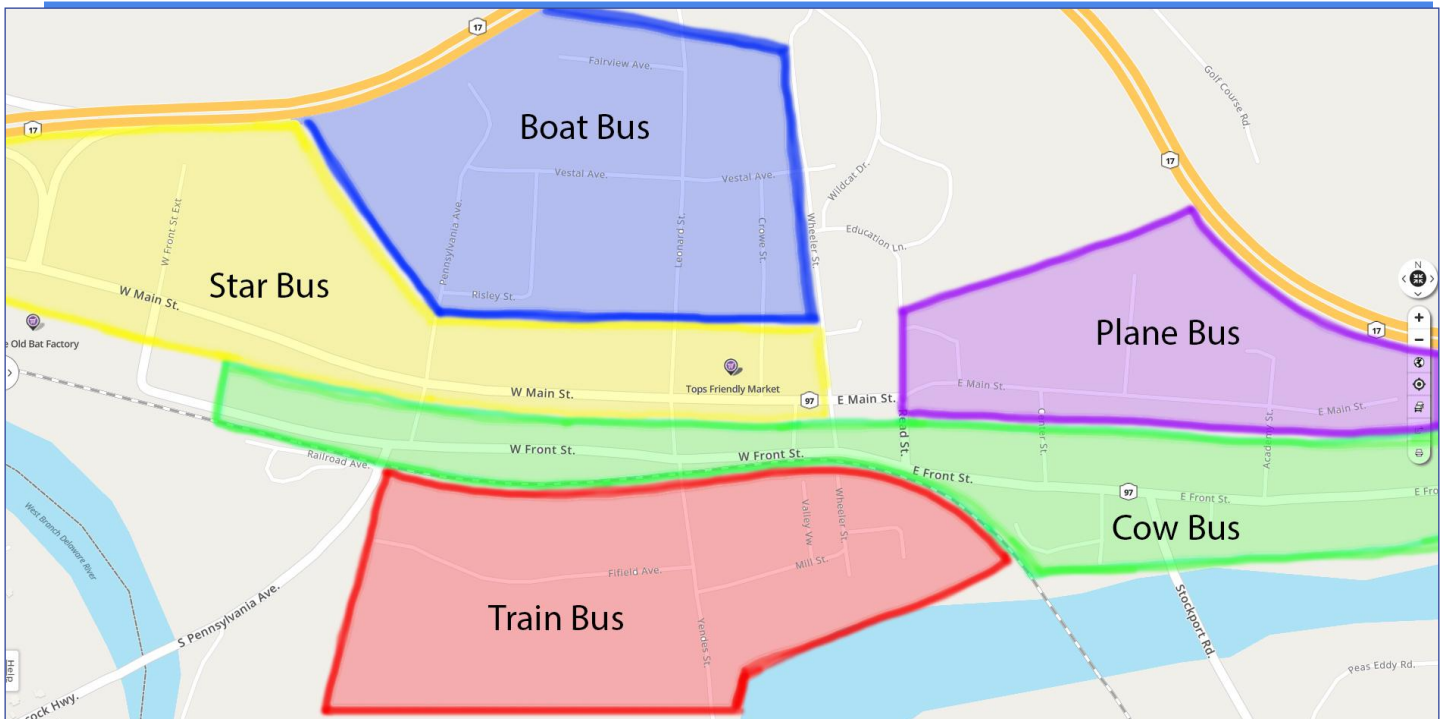 17
17
Golf Course Rd.
Fairview Ave.
Boat Bus
17
Vestal Ave.
Vestal Ave.
Wildcat Dr.
W Front St Ext
Pennsylvania Ave.
Leonard St.
Crowe St.
Wheeler St.
Education Ln.
N
Star Bus
W Main St.
Risley St.
Plane Bus
17
Old Bat Factory
Tops Friendly Market
W Main St.
97
E Main St.
E Main St.
E Main St.
Academy St.
W Front St.
W Front St.
Railroad Ave.
E Front St.
97
E Front St.
E Fro
West Branch Delaware River
Valley Vw
Wheeler St.
Cow Bus
Mill St.
Fifield Ave.
Train Bus
S Pennsylvania Ave.
Yendes St.
Stockport Rd.
Peas Eddy Rd.
Help
ock Hwy.